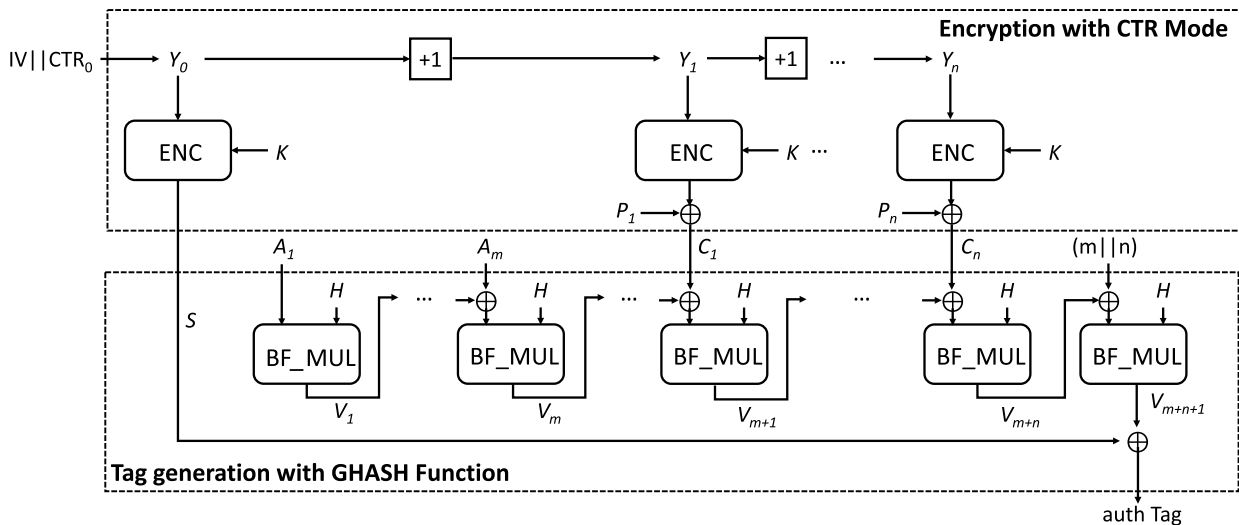 Encryption with CTR Mode
IV||CTR0 Y0 +1 Y1 +1 ... Yn
ENC K ENC K ... ENC K
P1 Pn
A1 Am C1 Cn (m||n)
H ... H ... H ... H H
S
BF_MUL BF_MUL BF_MUL BF_MUL BF_MUL
V1 Vm Vm+1 Vm+n Vm+n+1
Tag generation with GHASH Function
auth Tag